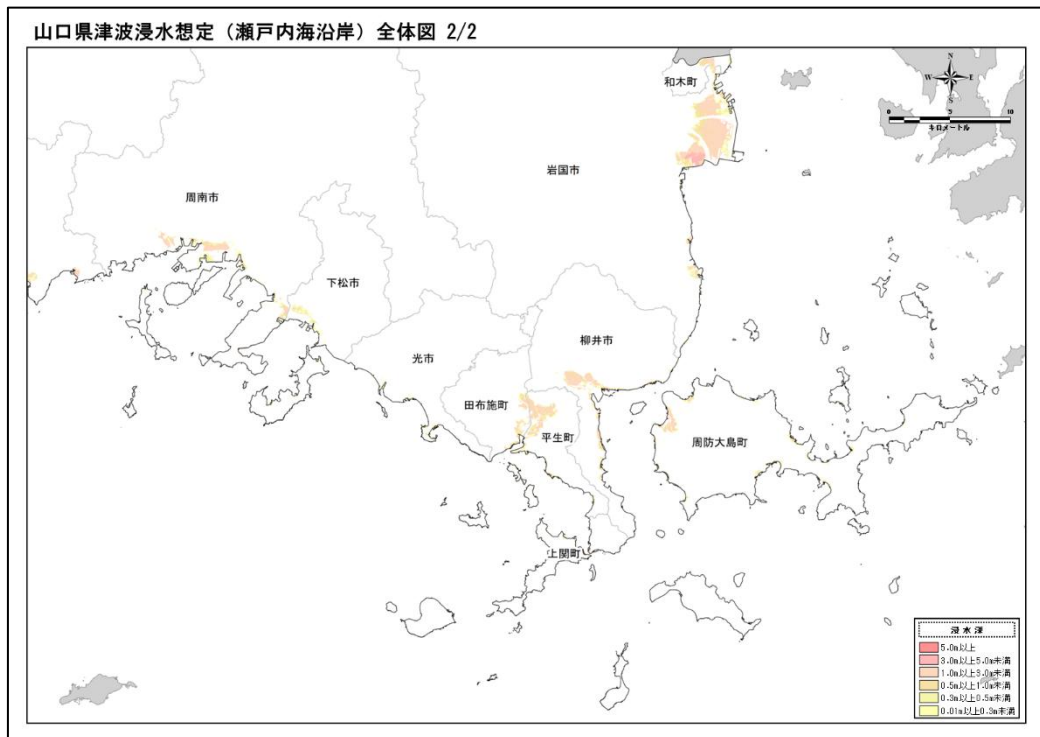 山口県津波浸水想定（瀬戸内海沿岸）全体図 2/2
N
W E
S
0 5 10
キロメートル
和木町
岩国市
周南市
下松市
光市
柳井市
田布施町
平生町
周防大島町
上関町
浸水深
5.0m以上
3.0m以上5.0m未満
1.0m以上3.0m未満
0.5m以上1.0m未満
0.3m以上0.5m未満
0.01m以上0.3m未満